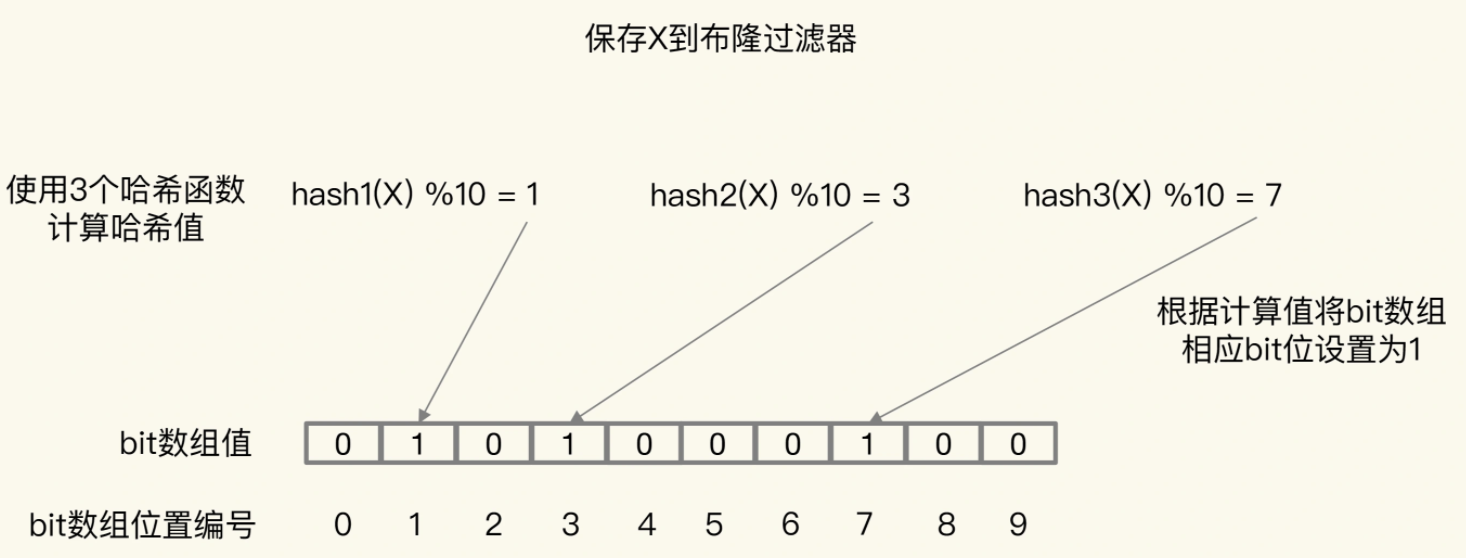 保存X到布隆过滤器
使用3个哈希函数
计算哈希值
hash1(X) %10 = 1
hash2(X) %10 = 3
hash3(X) %10 = 7
根据计算值将bit数组
相应bit位设置为1
bit数组值 0 1 0 1 0 0 0 1 0 0
bit数组位置编号 0 1 2 3 4 5 6 7 8 9